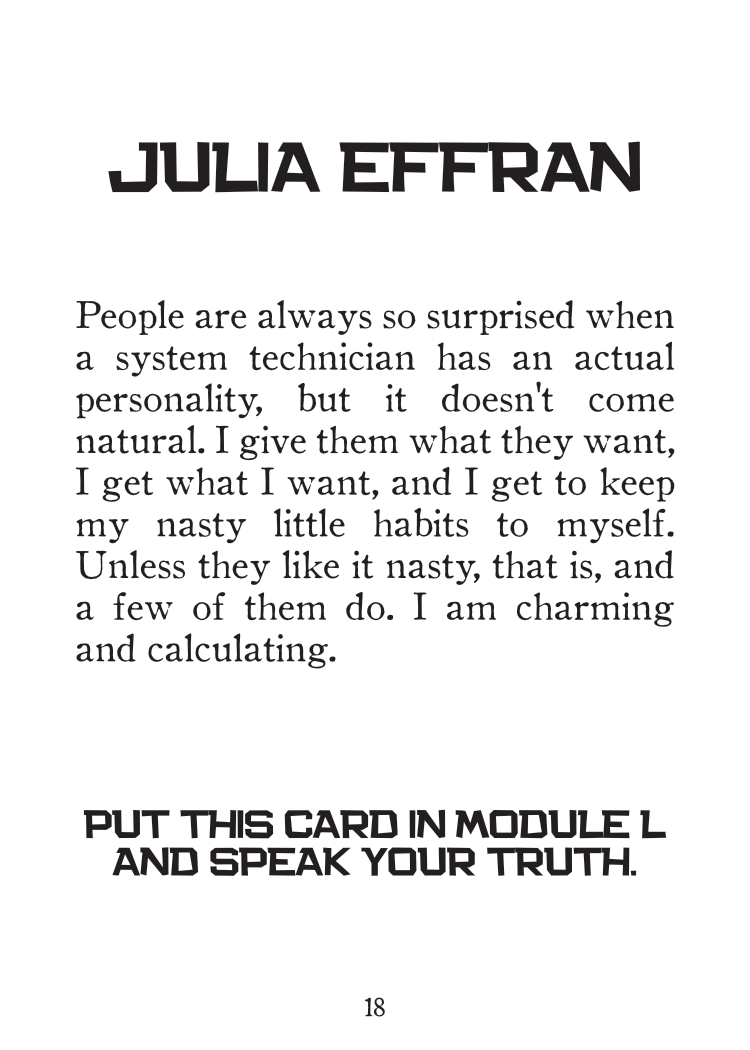 JULIA EFFRAN
People are always so surprised when
a system technician has an actual
personality, but it doesn't come
natural. I give them what they want,
I get what I want, and I get to keep
my nasty little habits to myself.
Unless they like it nasty, that is, and
a few of them do. I am charming
and calculating.
PUT THIS CARD IN MODULE L
AND SPEAK YOUR TRUTH.
18